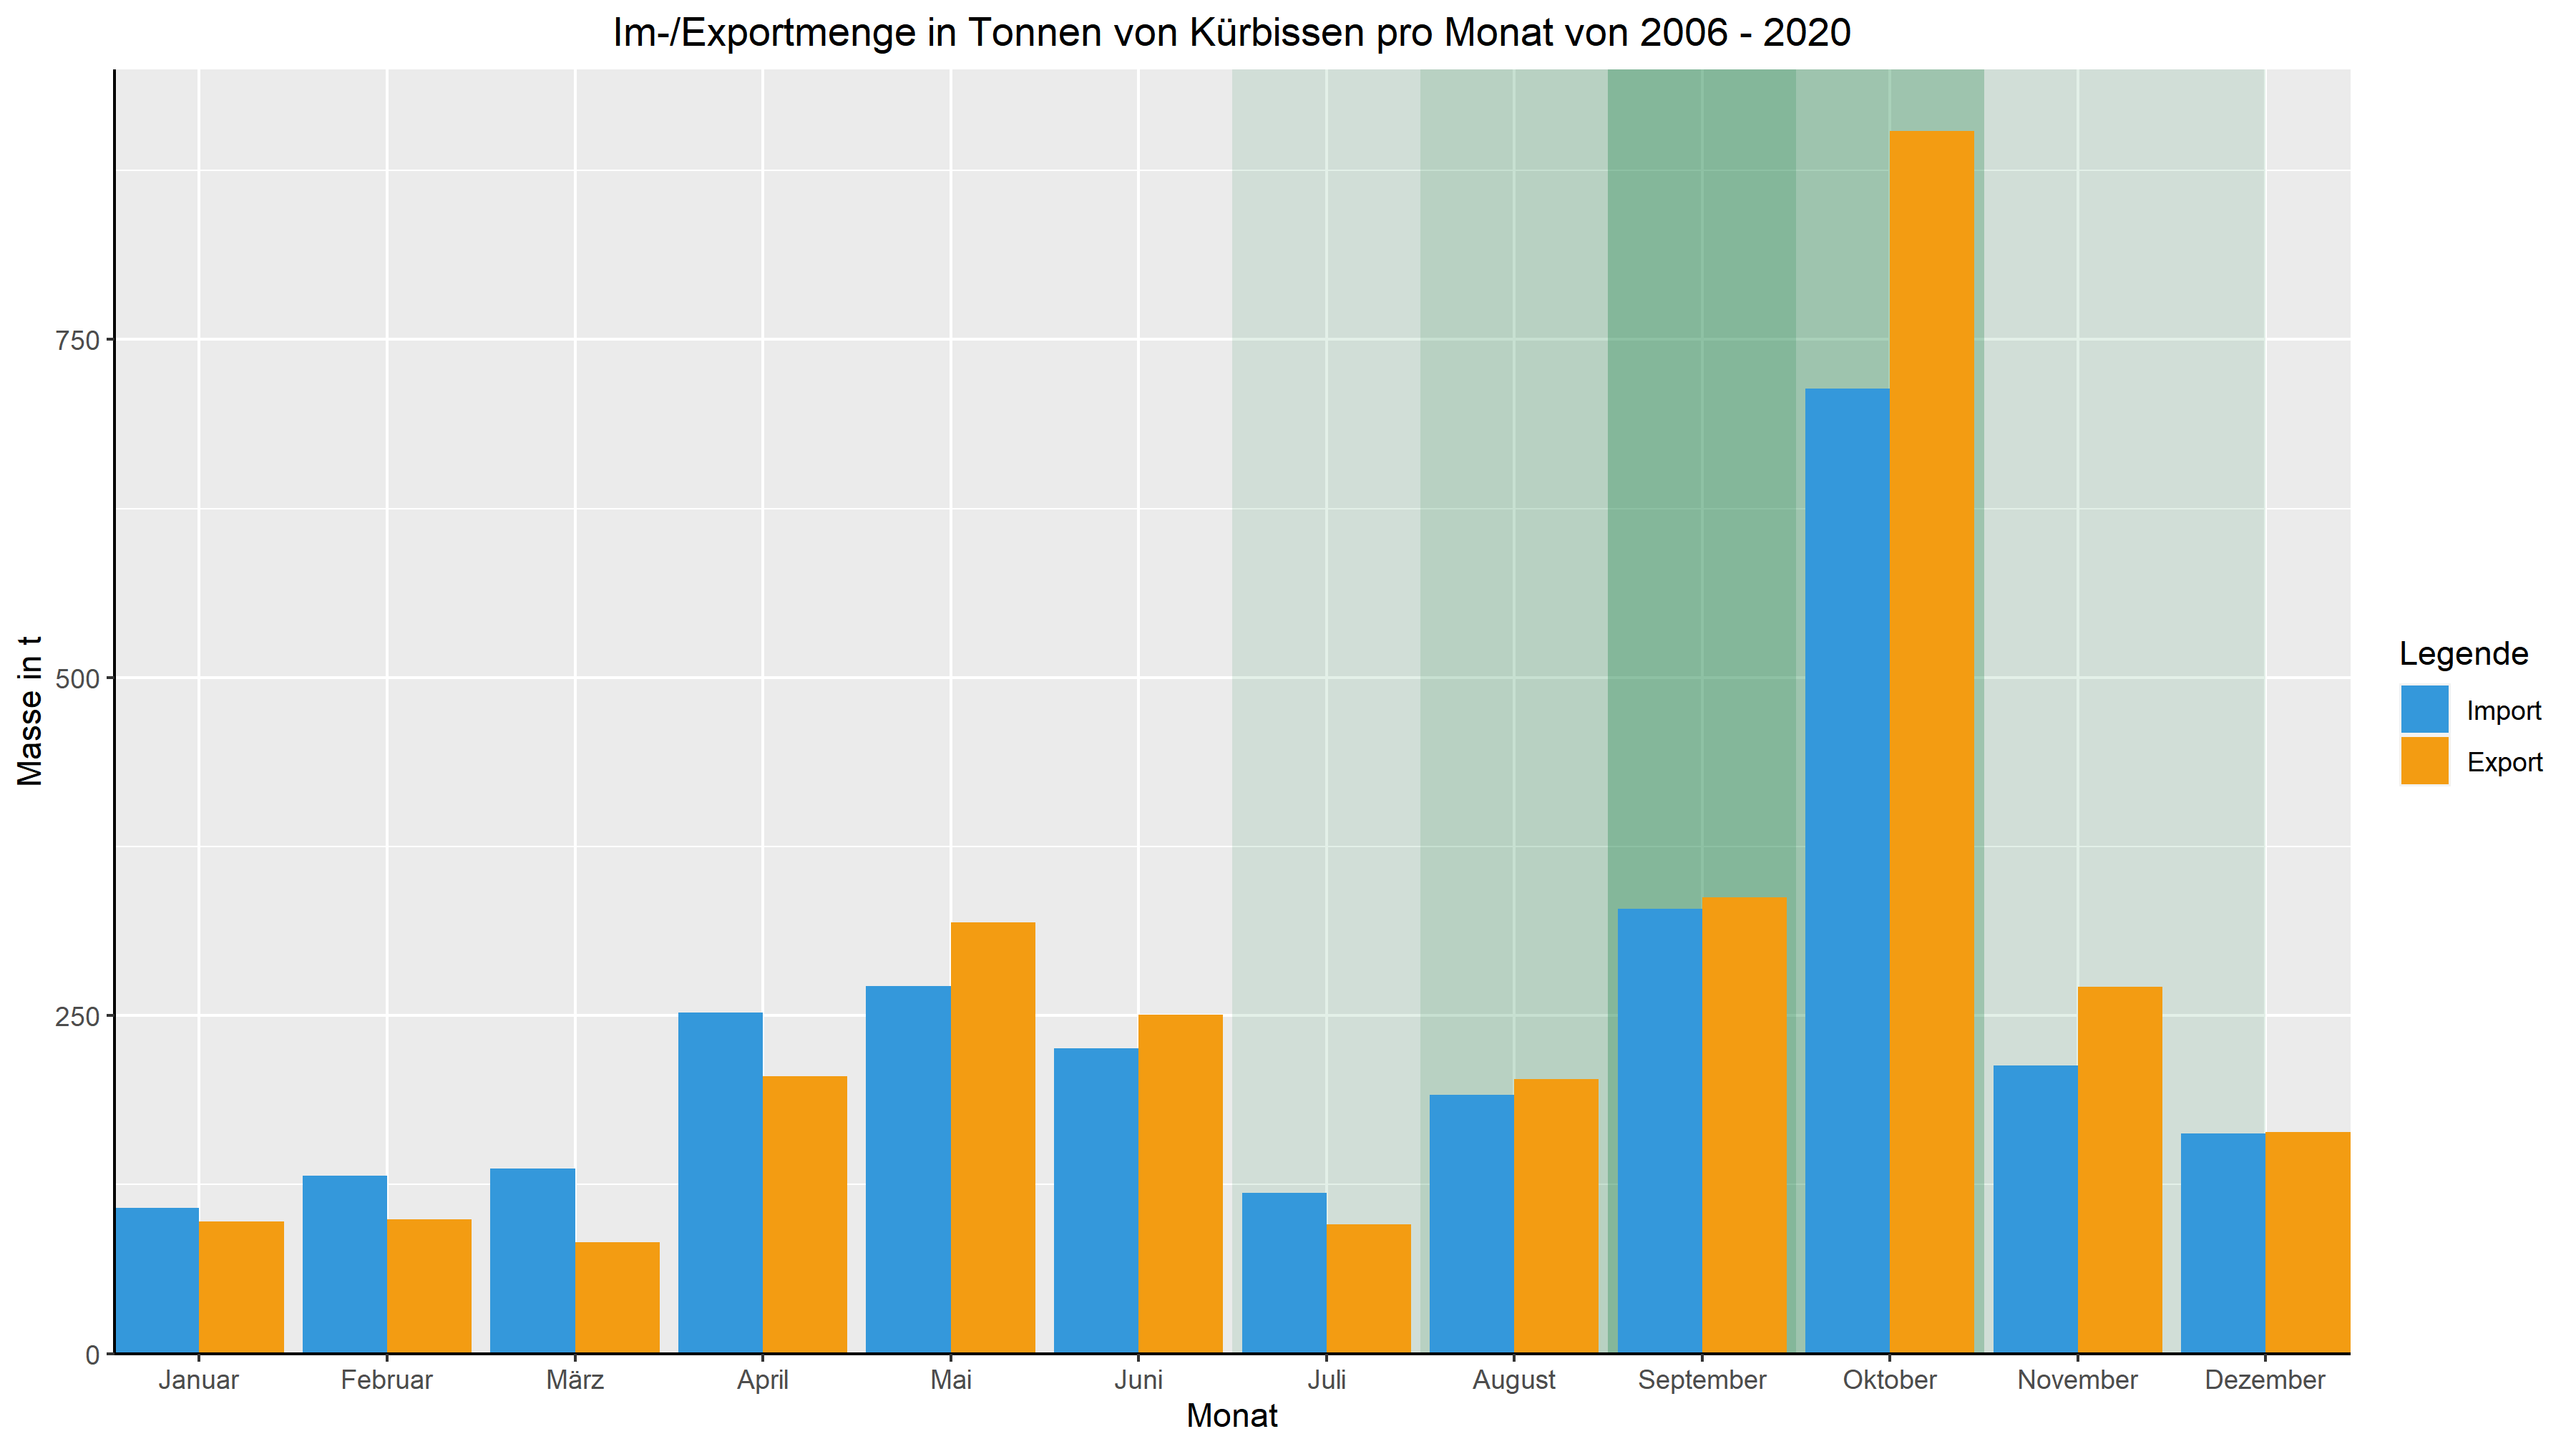 Im-/Exportmenge in Tonnen von Kürbissen pro Monat von 2006 - 2020
Masse in t
750
500
250
0
Januar Februar März April Mai Juni Juli August September Oktober November Dezember
Monat
Legende
Import
Export